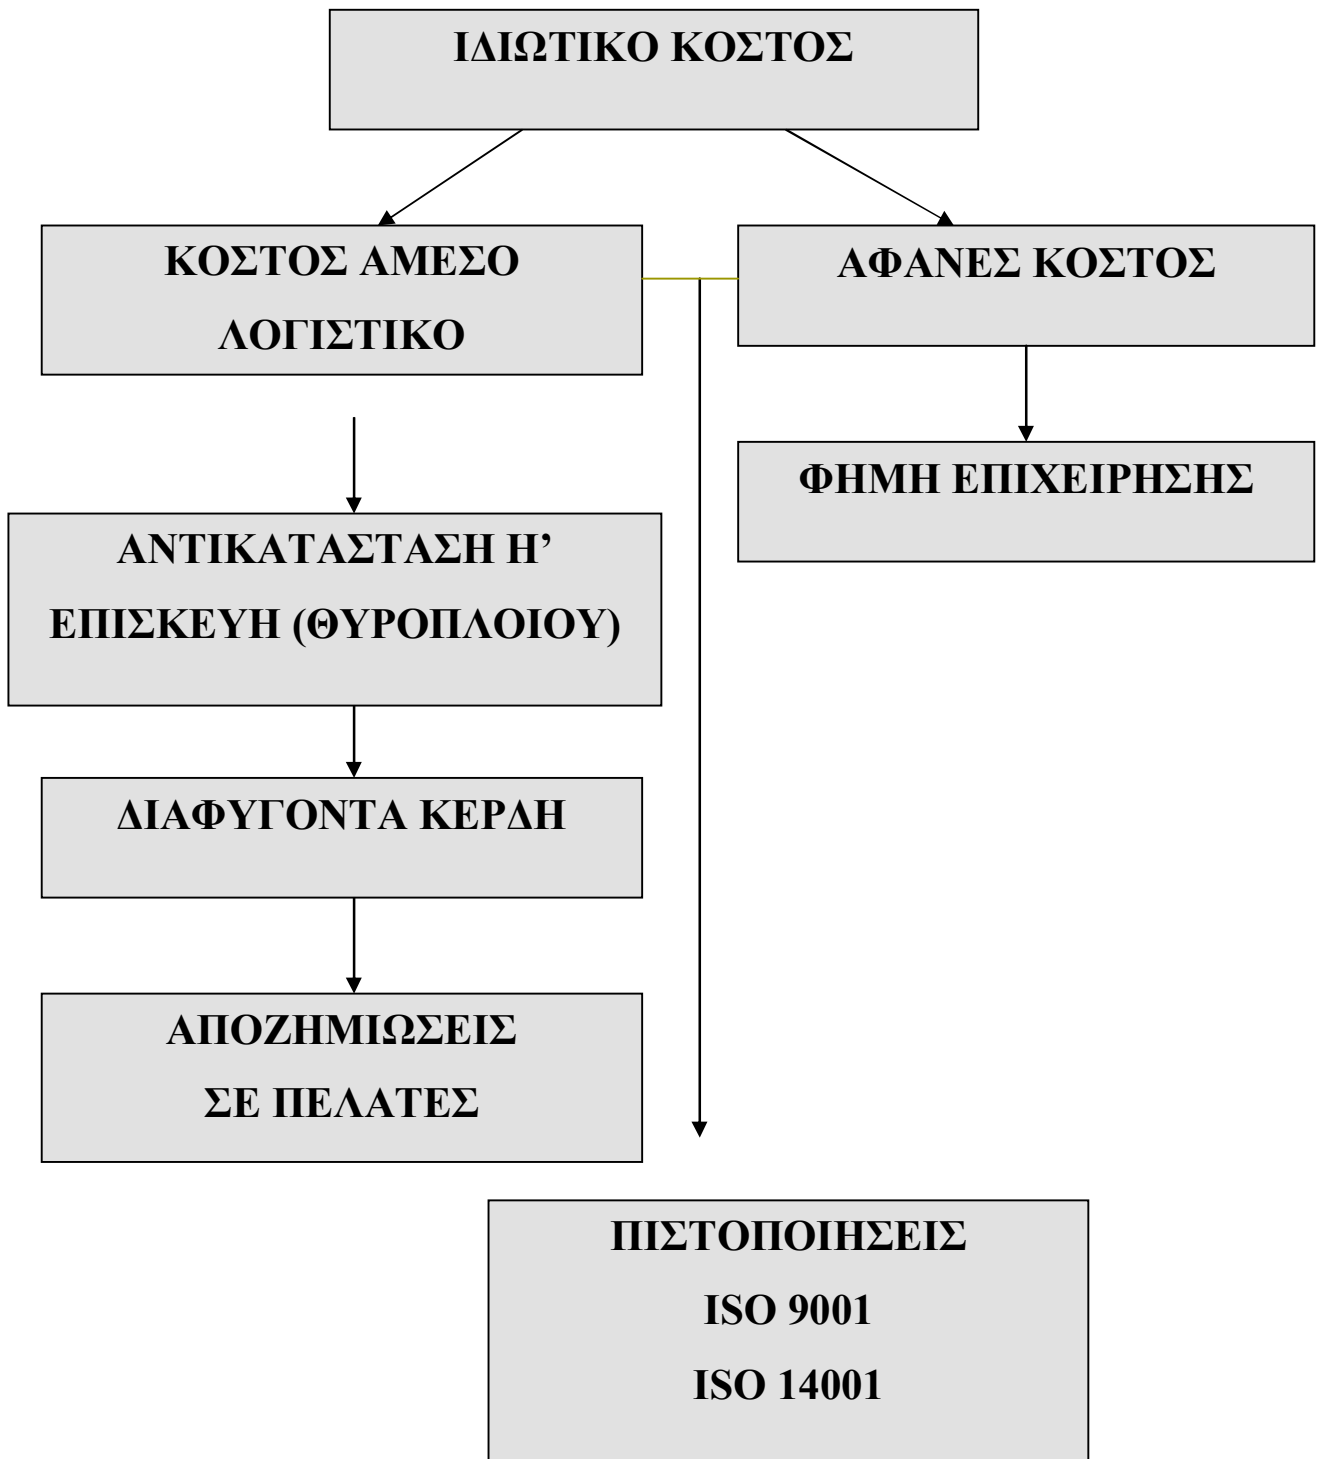 ΙΔΙΩΤΙΚΟ ΚΟΣΤΟΣ
ΚΟΣΤΟΣ ΑΜΕΣΟ
ΛΟΓΙΣΤΙΚΟ
ΑΦΑΝΕΣ ΚΟΣΤΟΣ
ΦΗΜΗ ΕΠΙΧΕΙΡΗΣΗΣ
ΑΝΤΙΚΑΤΑΣΤΑΣΗ Η’
ΕΠΙΣΚΕΥΗ (ΘΥΡΟΠΛΟΙΟΥ)
ΔΙΑΦΥΓΟΝΤΑ ΚΕΡΔΗ
ΑΠΟΖΗΜΙΩΣΕΙΣ
ΣΕ ΠΕΛΑΤΕΣ
ΠΙΣΤΟΠΟΙΗΣΕΙΣ
ISO 9001
ISO 14001